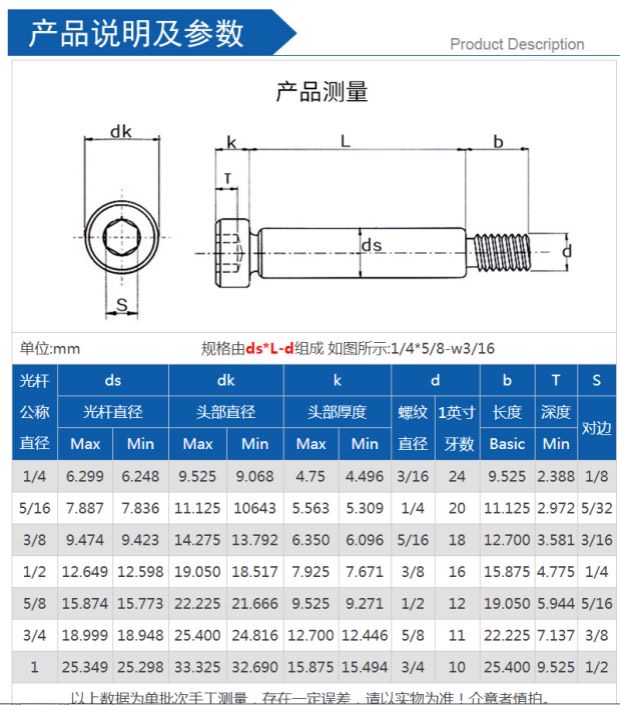 产品说明及参数
Product Description
产品测量
dk
k L b
T
ds
d
S
单位:mm 规格由ds*L-d组成 如图所示:1/4*5/8-w3/16
光杆公称直径 ds dk k d b T S
光杆直径 头部直径 头部厚度 螺纹直径 1英寸牙数 长度 深度 对边
Max Min Max Min Max Min Basic Min
1/4 6.299 6.248 9.525 9.068 4.75 4.496 3/16 24 9.525 2.388 1/8
5/16 7.887 7.836 11.125 10643 5.563 5.309 1/4 20 11.125 2.972 5/32
3/8 9.474 9.423 14.275 13.792 6.350 6.096 5/16 18 12.700 3.581 3/16
1/2 12.649 12.598 19.050 18.517 7.925 7.671 3/8 16 15.875 4.775 1/4
5/8 15.874 15.773 22.225 21.666 9.525 9.271 1/2 12 19.050 5.944 5/16
3/4 18.999 18.948 25.400 24.816 12.700 12.446 5/8 11 22.225 7.137 3/8
1 25.349 25.298 33.325 32.690 15.875 15.494 3/4 10 25.400 9.525 1/2
以上数据为单批次手工测量，存在一定误差，请以实物为准！介意者慎拍。